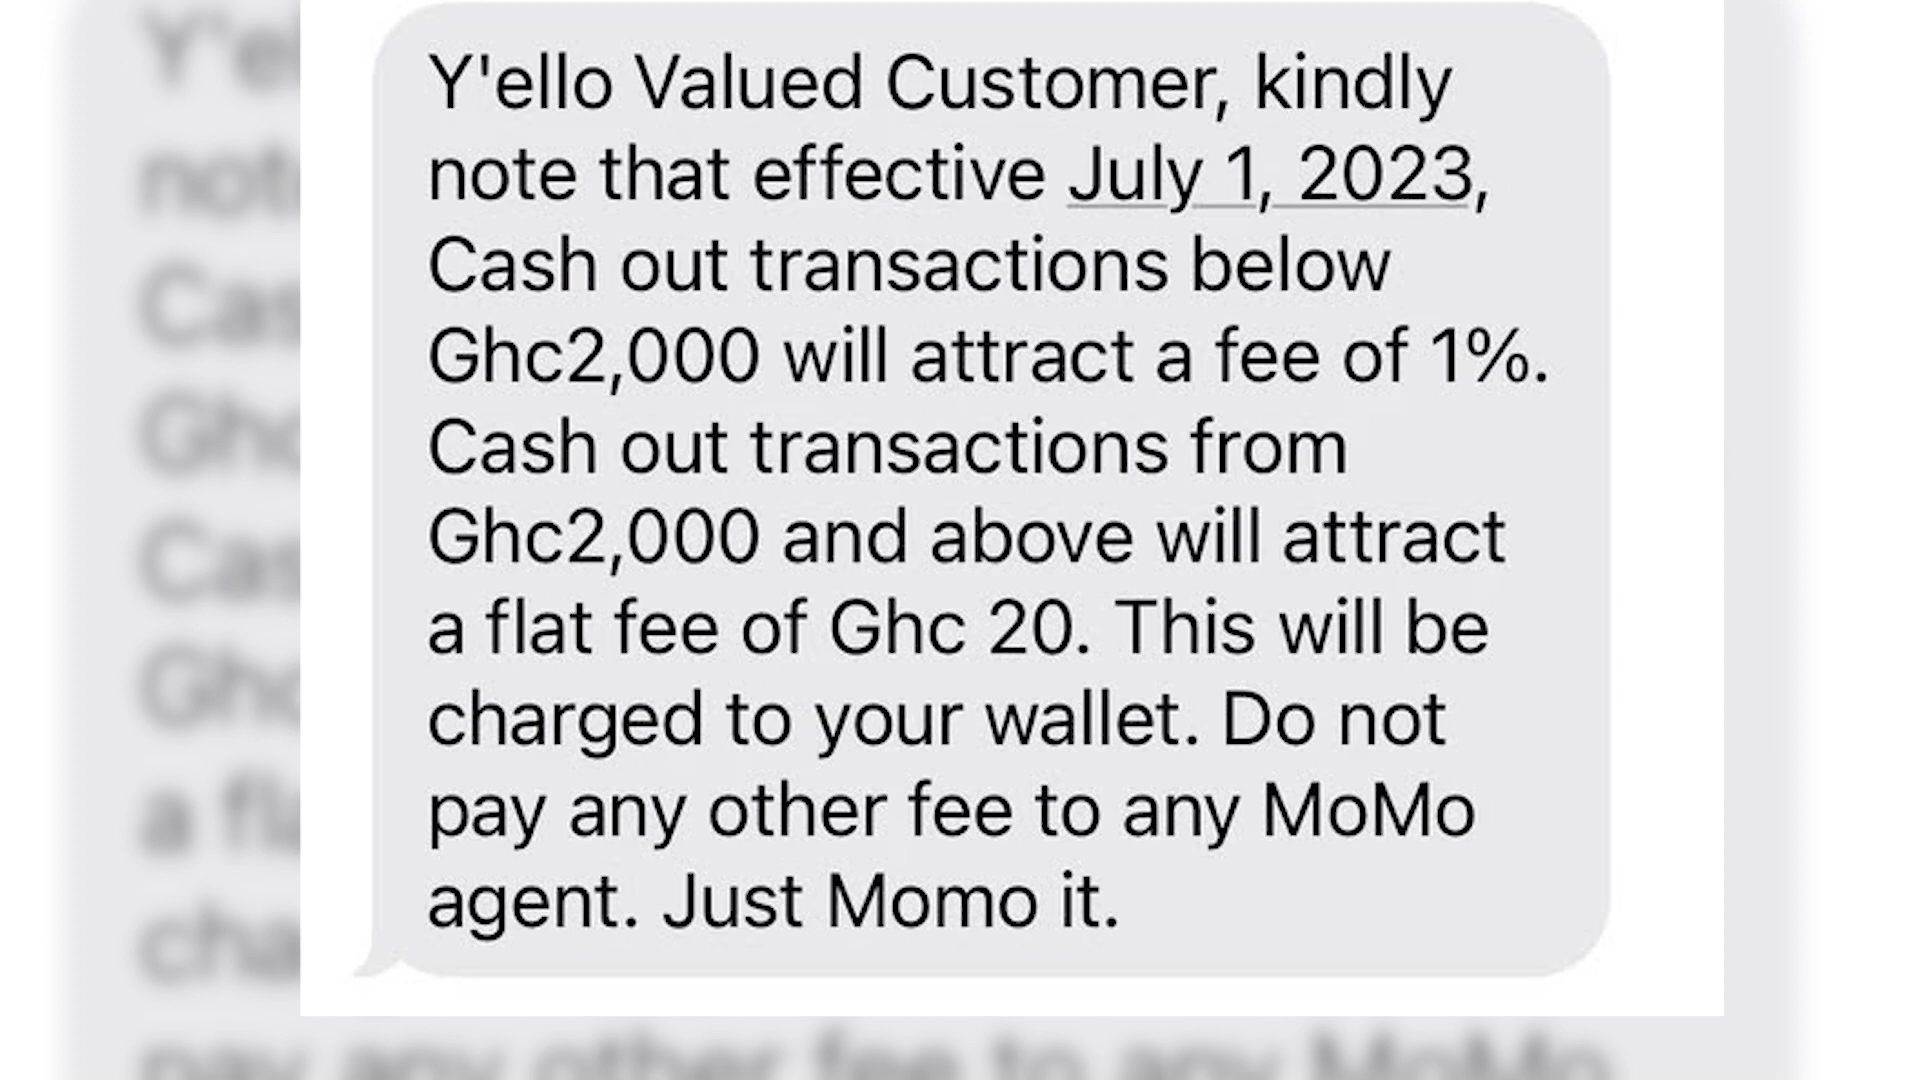 Y'ello Valued Customer, kindly
note that effective July 1, 2023,
Cash out transactions below
Ghc2,000 will attract a fee of 1%.
Cash out transactions from
Ghc2,000 and above will attract
a flat fee of Ghc 20. This will be
charged to your wallet. Do not
pay any other fee to any MoMo
agent. Just Momo it.